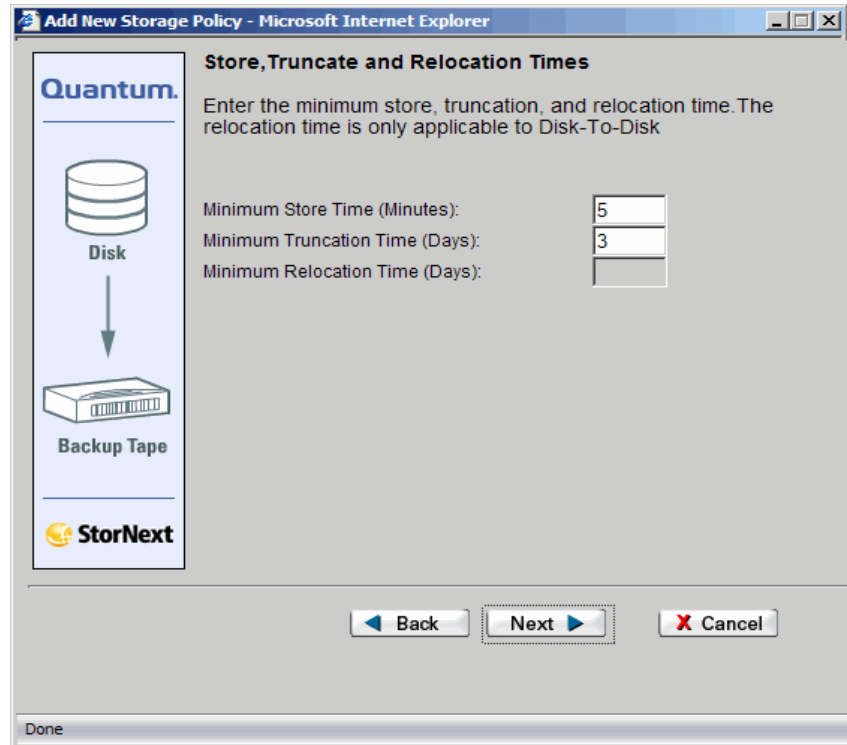 Add New Storage Policy - Microsoft Internet Explorer
Quantum.
Disk
Backup Tape
StorNext
Store,Truncate and Relocation Times
Enter the minimum store, truncation, and relocation time.The
relocation time is only applicable to Disk-To-Disk
Minimum Store Time (Minutes): 5
Minimum Truncation Time (Days): 3
Minimum Relocation Time (Days):
Back Next X Cancel
Done